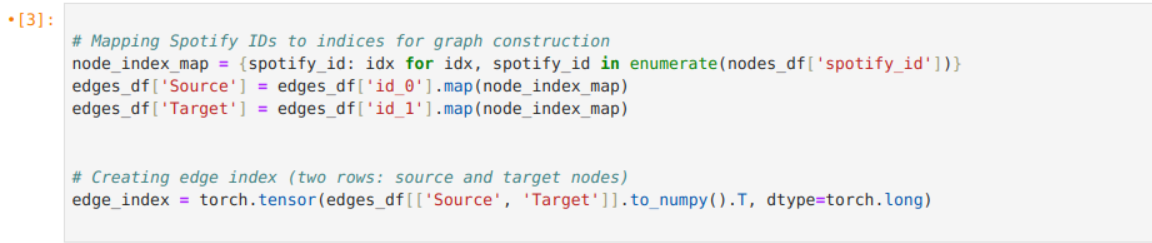 •[3]:
# Mapping Spotify IDs to indices for graph construction
node_index_map = {spotify_id: idx for idx, spotify_id in enumerate(nodes_df['spotify_id'])}
edges_df['Source'] = edges_df['id_0'].map(node_index_map)
edges_df['Target'] = edges_df['id_1'].map(node_index_map)
# Creating edge index (two rows: source and target nodes)
edge_index = torch.tensor(edges_df[['Source', 'Target']].to_numpy().T, dtype=torch.long)